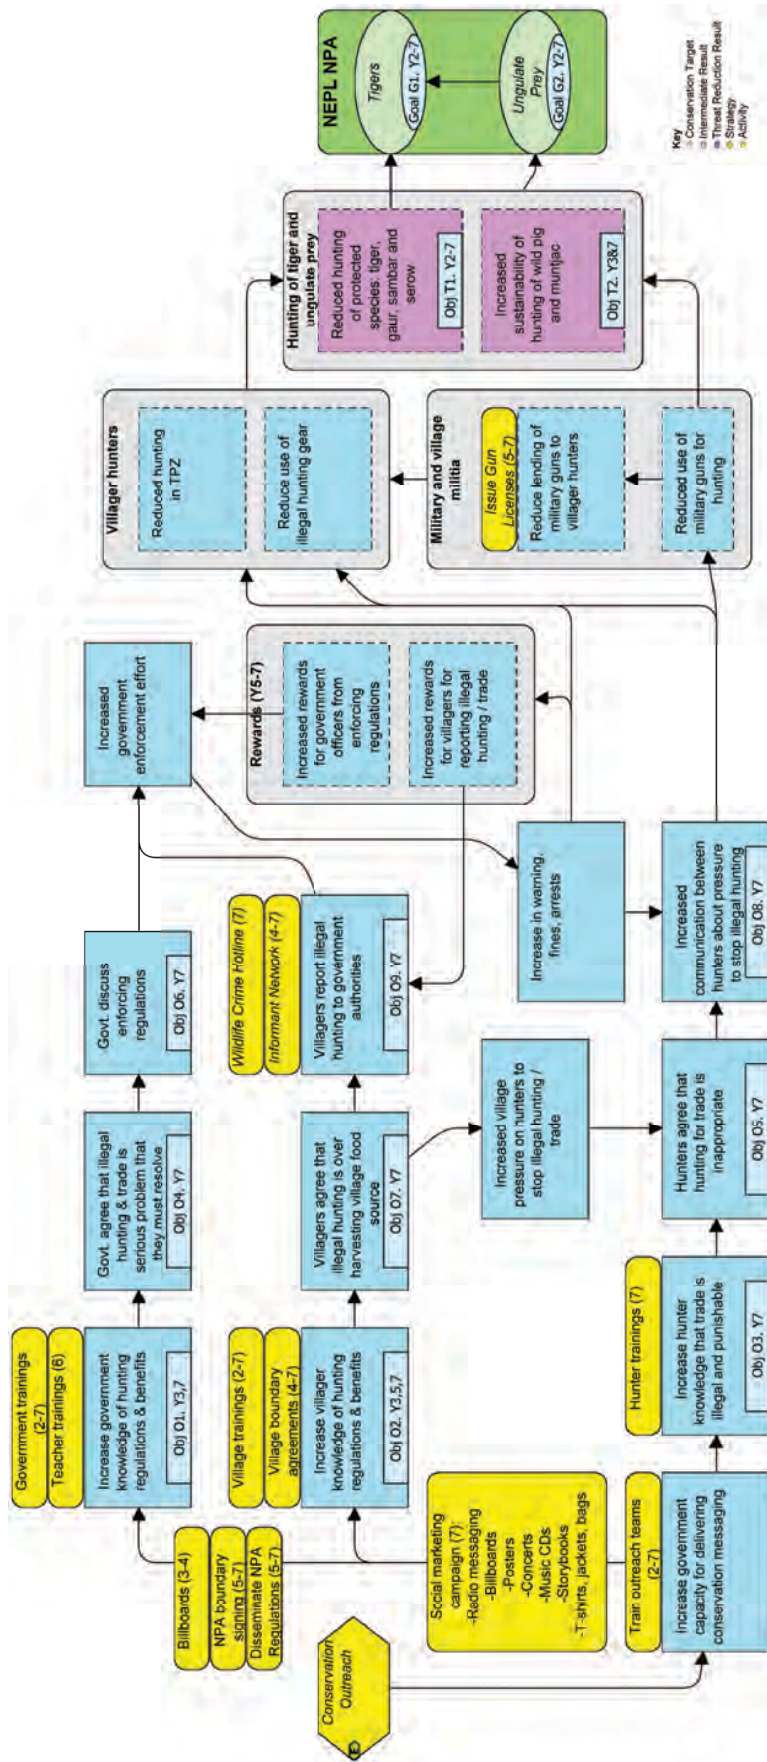 Conservation
Outreach
Billboards (3-4)
NPA boundary
signing (5-7)
Disseminate NPA
Regulations (5-7)
Social marketing
campaign (7):
-Radio messaging
-Billboards
-Posters
-Concerts
-Music CDs
-Storybooks
-T-shirts, jackets, bags
Train outreach teams
(2-7)
Increase government
capacity for delivering
conservation messaging
Government trainings
(2-7)
Teacher trainings (6)
Increase government
knowledge of hunting
regulations & benefits
Obj O1. Y3,7
Village trainings (2-7)
Village boundary
agreements (4-7)
Increase villager
knowledge of hunting
regulations & benefits
Obj O2. Y3,5,7
Hunter trainings (7)
Increase hunter
knowledge that trade is
illegal and punishable
Obj O3. Y7
Govt. agree that illegal
hunting & trade is
serious problem that
they must resolve
Obj O4. Y7
Villagers agree that
illegal hunting is over
harvesting village food
source
Obj O7. Y7
Increased village
pressure on hunters to
stop illegal hunting /
trade
Hunters agree that
hunting for trade is
inappropriate
Obj O5. Y7
Govt. discuss
enforcing
regulations
Obj O6. Y7
Wildlife Crime Hotline (7)
Informant Network (4-7)
Villagers report illegal
hunting to government
authorities
Obj O9. Y7
Increase in warning,
fines, arrests
Increased
communication between
hunters about pressure
to stop illegal hunting
Obj O8. Y7
Increased
government
enforcement effort
Rewards (Y5-7)
Increased rewards
for government
officers from
enforcing
regulations
Increased rewards
for villagers for
reporting illegal
hunting / trade
Villager hunters
Reduced hunting
in TPZ
Reduce use of
illegal hunting gear
Military and village
militia
Issue Gun
Licenses (5-7)
Reduce lending of
military guns to
villager hunters
Reduced use of
military guns for
hunting
Hunting of tiger and
ungulate prey
Reduced hunting
of protected
species: tiger,
gaur, sambar and
serow
Obj T1. Y2-7
Increased
sustainability of
hunting of wild pig
and muntjac
Obj T2. Y3&7
NEPL NPA
Tigers
Goal G1. Y2-7
Ungulate
Prey
Goal G2. Y2-7
Key
Conservation Target
Intermediate Result
Threat Reduction Result
Strategy
Activity